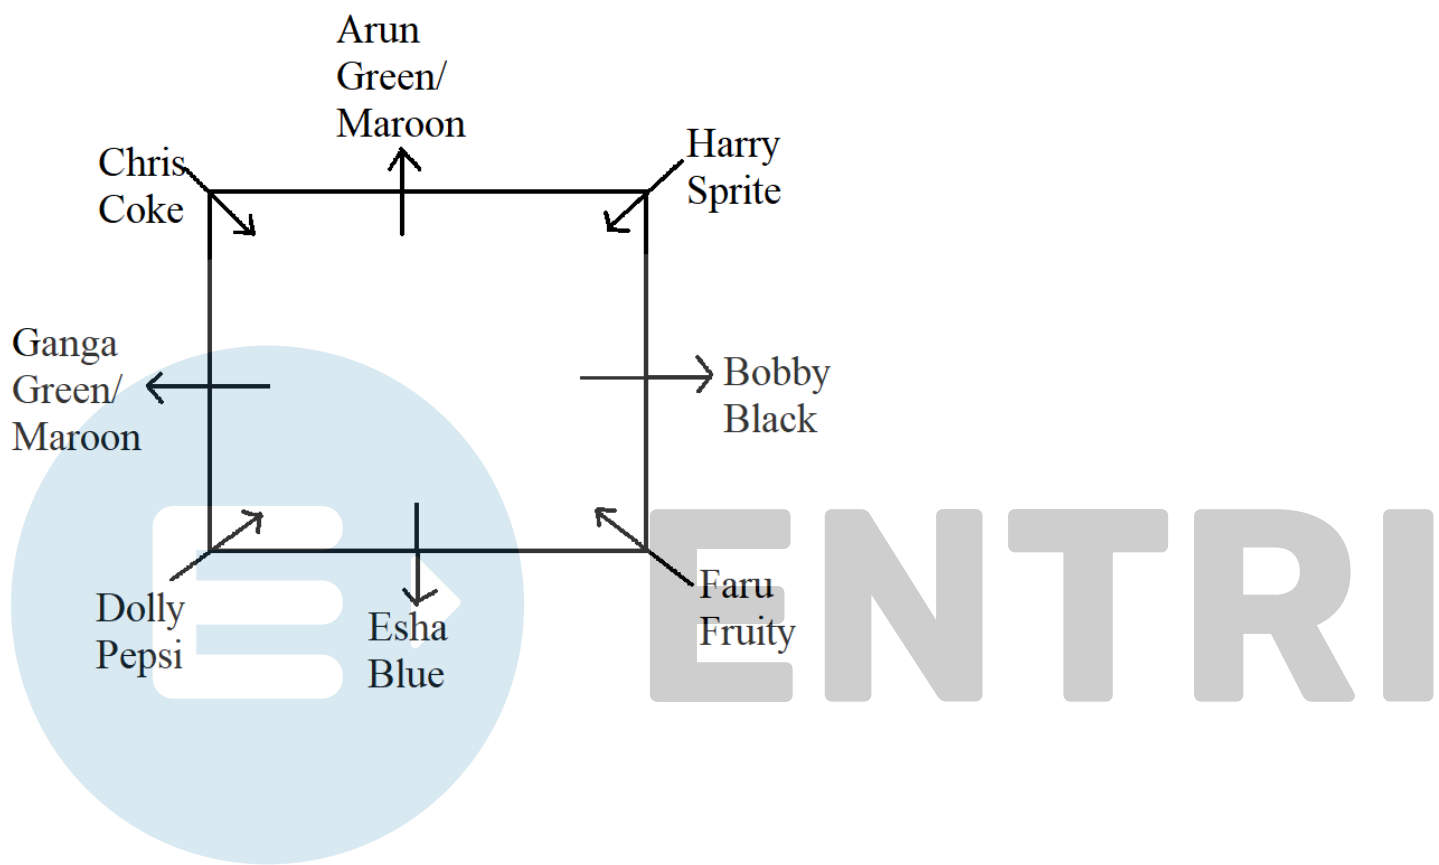 Arun
Green/
Maroon
Chris
Coke
Harry
Sprite
Ganga
Green/
Maroon
Bobby
Black
Dolly
Pepsi
Esha
Blue
Faru
Fruity
ENTRI